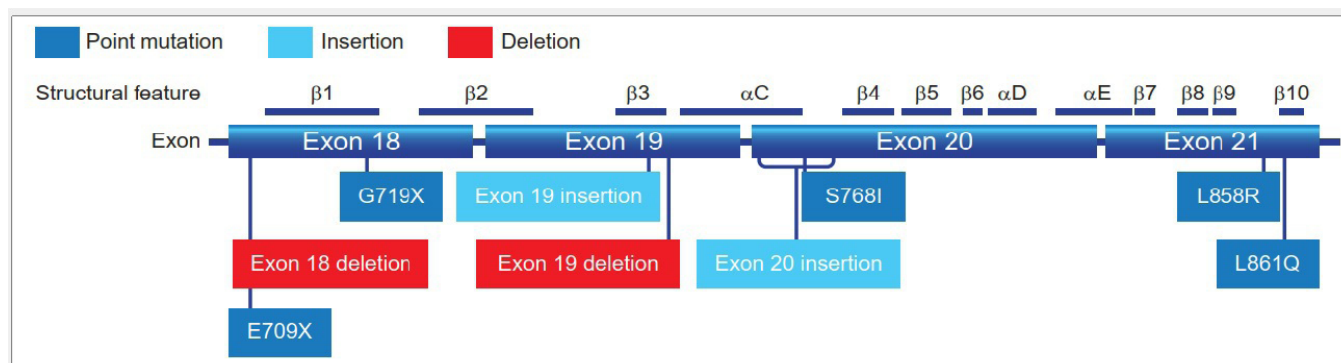 Point mutation Insertion Deletion
Structural feature β1 β2 β3 αC β4 β5 β6 αD αE β7 β8 β9 β10
Exon Exon 18 Exon 19 Exon 20 Exon 21
G719X Exon 19 insertion S768I L858R
Exon 18 deletion Exon 19 deletion Exon 20 insertion L861Q
E709X